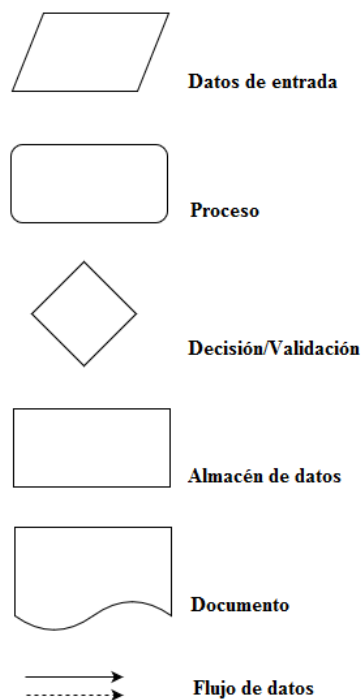 Datos de entrada
Proceso
Decisión/Validación
Almacén de datos
Documento
Flujo de datos